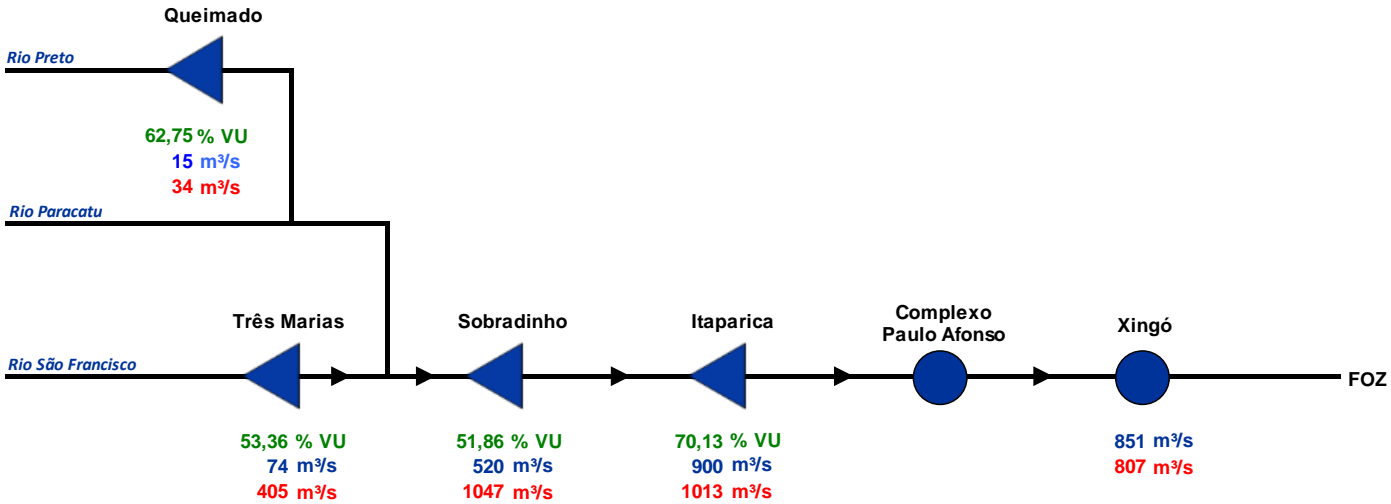 Queimado
Rio Preto
62,75 % VU
15 m³/s
34 m³/s
Rio Paracatu
Três Marias
Sobradinho
Itaparica
Complexo
Paulo Afonso
Xingó
Rio São Francisco
FOZ
53,36 % VU
74 m³/s
405 m³/s
51,86 % VU
520 m³/s
1047 m³/s
70,13 % VU
900 m³/s
1013 m³/s
851 m³/s
807 m³/s